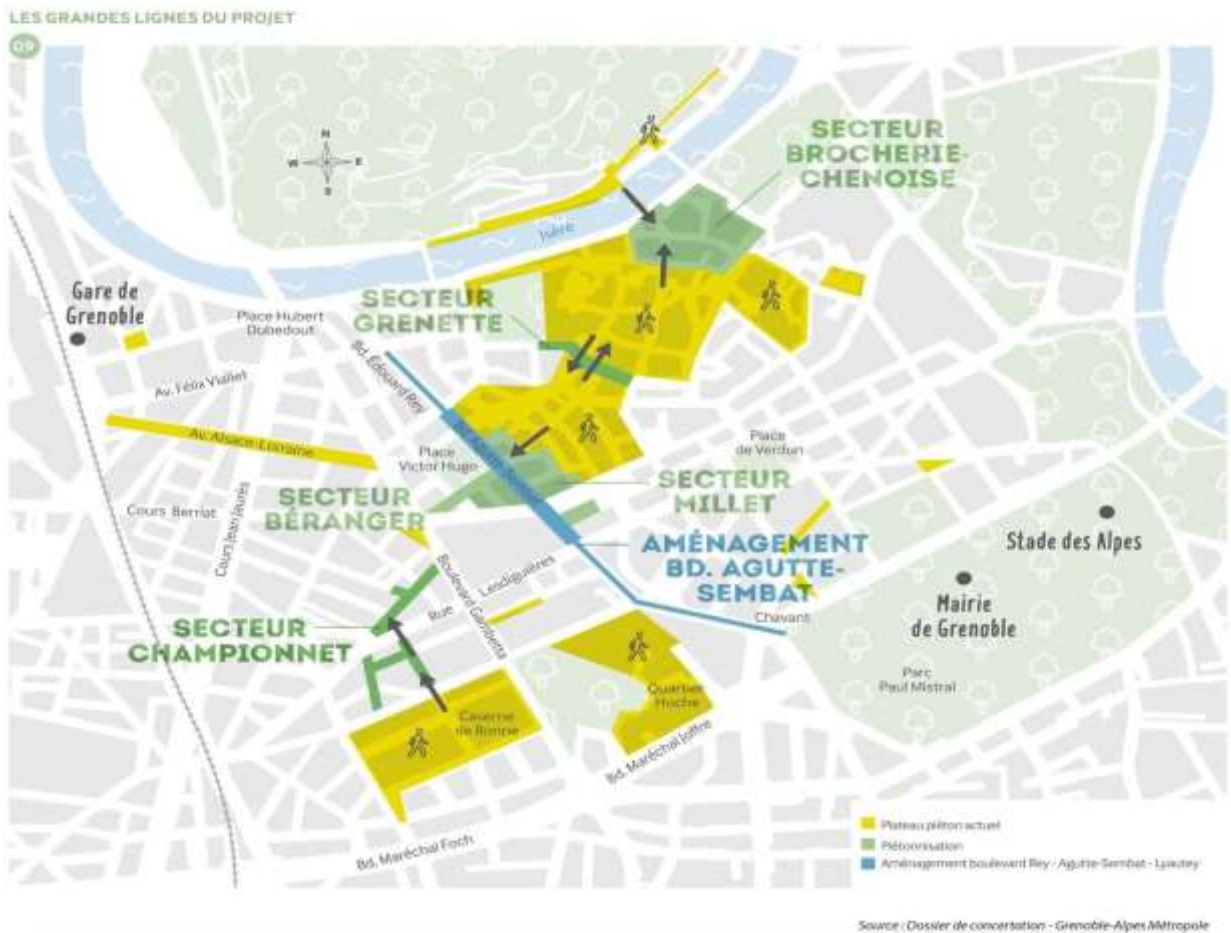 LES GRANDES LIGNES DU PROJET
09
N
W
E
S
SECTEUR
BROCHERIE-
CHENOISE
Isère
Gare de
Grenoble
Place Hubert
Dubedout
SECTEUR
GRENETTE
Bd. Édouard Rey
Av. Félix Viallet
Av. Alsace-Lorraine
Place
Victor Hugo
Place
de Verdun
Cours Berriat
Cours Jean Jaurès
SECTEUR
BÉRANGER
SECTEUR
MILLET
AMÉNAGEMENT
BD. AGUTTE-
SEMBAT
Stade des Alpes
Mairie
de Grenoble
Boulevard Gambetta
Rue Lesdiguières
Chavant
SECTEUR
CHAMPIONNET
Parc
Paul Mistral
Quartier
Hoche
Caserne
de Bonne
Bd. Maréchal Joffre
Bd. Maréchal Foch
Plateau piéton actuel
Piétonnisation
Aménagement boulevard Rey - Agutte-Sembat - Lyautey
Source : Dossier de concertation - Grenoble-Alpes Métropole